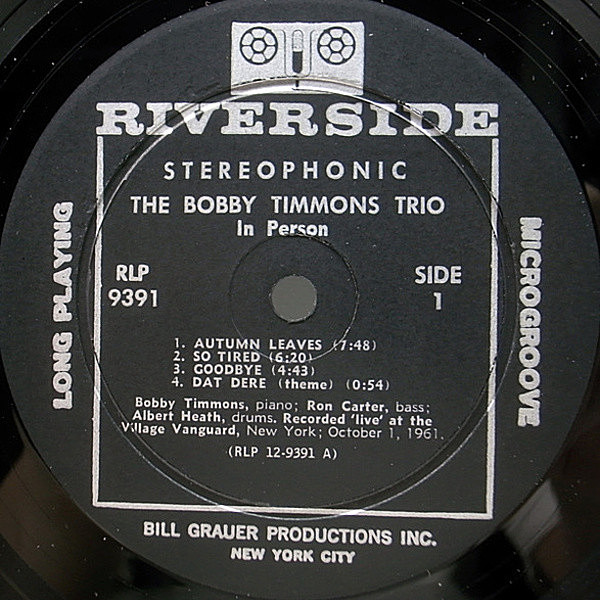 RIVERSIDE
STEREOPHONIC
THE BOBBY TIMMONS TRIO
In Person
LONG PLAYING
RLP
9391
SIDE
1
MICROGROOVE
1. AUTUMN LEAVES (7:48)
2. SO TIRED (6:20)
3. GOODBYE (4:43)
4. DAT DERE (theme) (0:54)
Bobby Timmons, piano; Ron Carter, bass;
Albert Heath, drums. Recorded 'live' at the
Village Vanguard, New York; October 1, 1961.
(RLP 12-9391 A)
BILL GRAUER PRODUCTIONS INC.
NEW YORK CITY